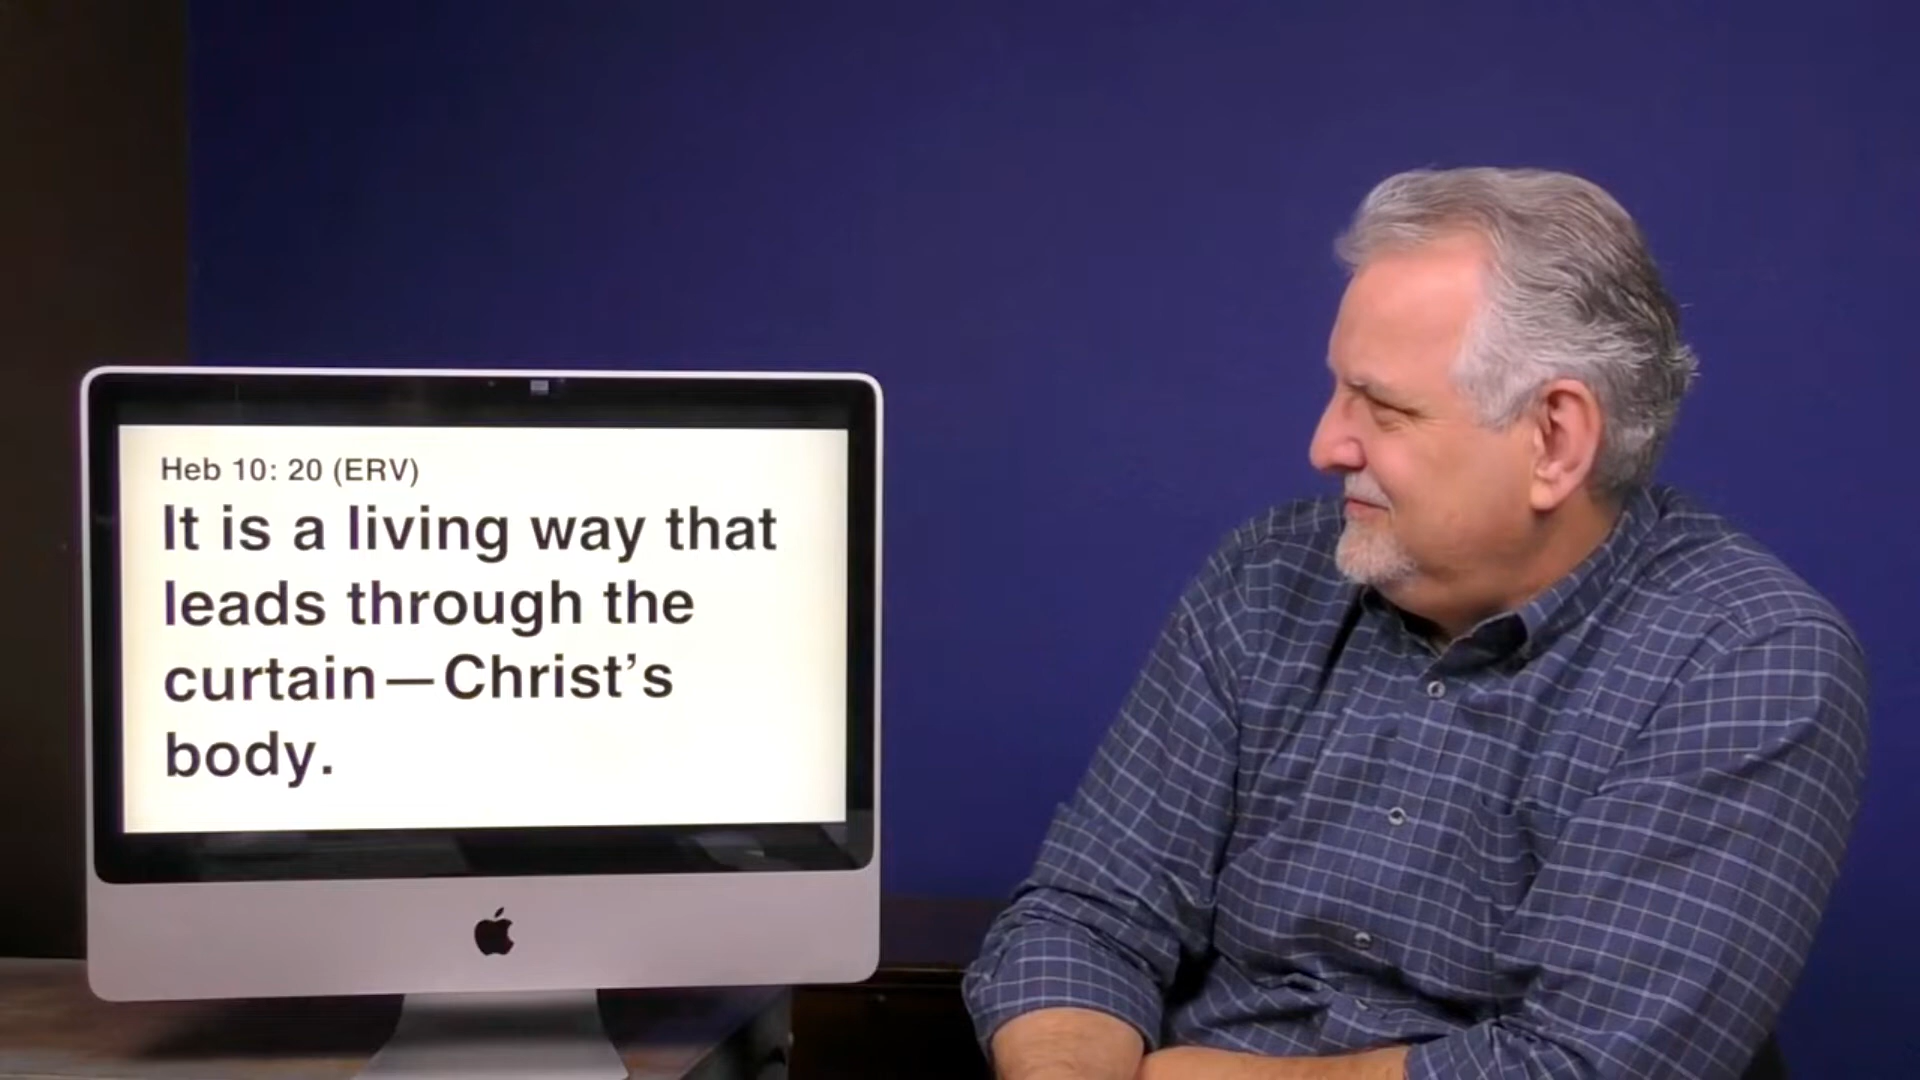 Heb 10: 20 (ERV)
It is a living way that
leads through the
curtain—Christ’s
body.